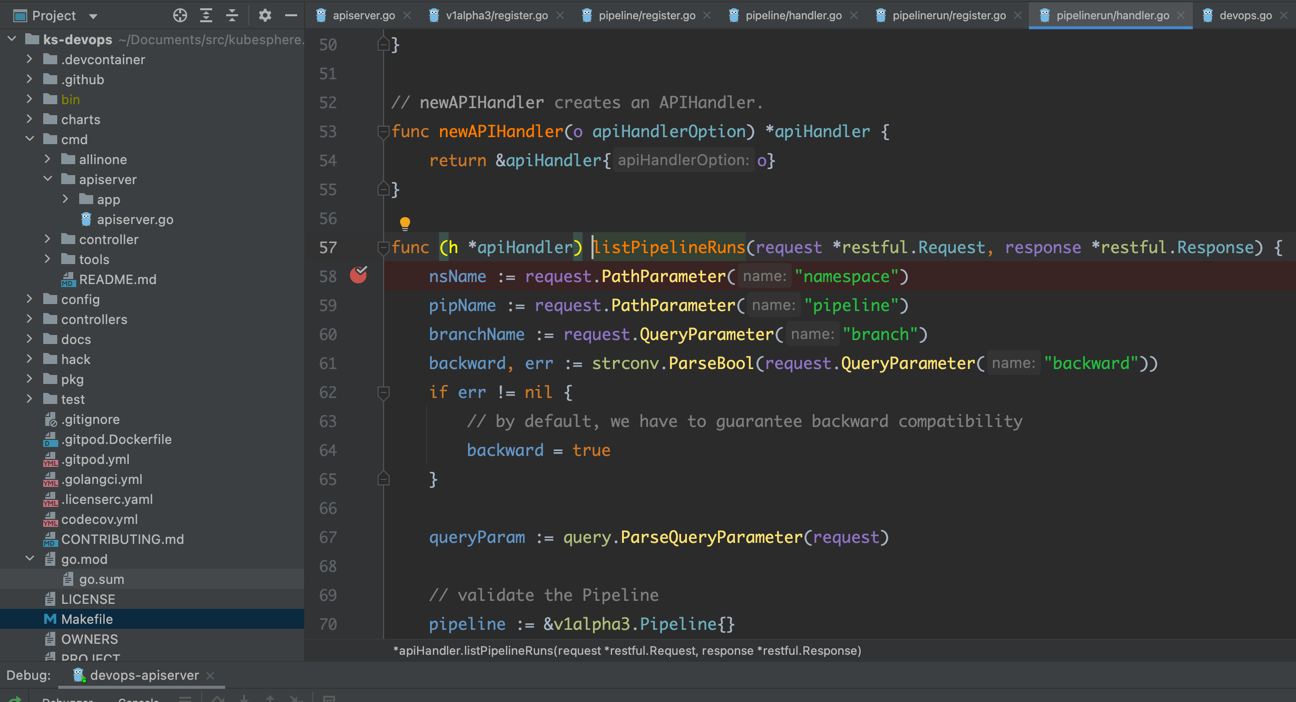 Project
apiserver.go
v1alpha3/register.go
pipeline/register.go
pipeline/handler.go
pipelinerun/register.go
pipelinerun/handler.go
devops.go
ks-devops ~/Documents/src/kubesphere.
.devcontainer
.github
bin
charts
cmd
allinone
apiserver
app
apiserver.go
controller
tools
README.md
config
controllers
docs
hack
pkg
test
.gitignore
.gitpod.Dockerfile
.gitpod.yml
.golangci.yml
.licenserc.yaml
codecov.yml
CONTRIBUTING.md
go.mod
go.sum
LICENSE
Makefile
OWNERS
PROJECT
50 }
51
52 // newAPIHandler creates an APIHandler.
53 func newAPIHandler(o apiHandlerOption) *apiHandler {
54 return &apiHandler{ apiHandlerOption: o}
55 }
56
57 func (h *apiHandler) listPipelineRuns(request *restful.Request, response *restful.Response) {
58 nsName := request.PathParameter( name: "namespace")
59 pipName := request.PathParameter( name: "pipeline")
60 branchName := request.QueryParameter( name: "branch")
61 backward, err := strconv.ParseBool(request.QueryParameter( name: "backward"))
62 if err != nil {
63 // by default, we have to guarantee backward compatibility
64 backward = true
65 }
66
67 queryParam := query.ParseQueryParameter(request)
68
69 // validate the Pipeline
70 pipeline := &v1alpha3.Pipeline{}
*apiHandler.listPipelineRuns(request *restful.Request, response *restful.Response)
Debug: devops-apiserver
Debugger Console